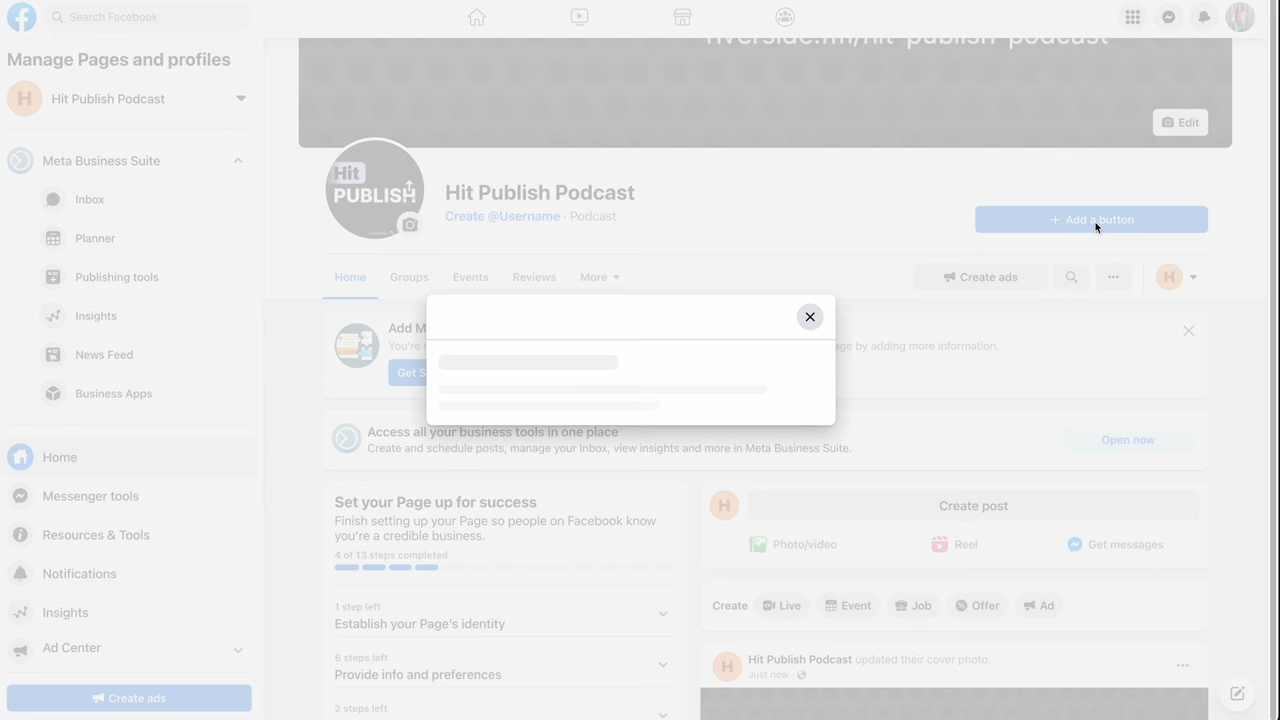 Search Facebook
Manage Pages and profiles
H
Hit Publish Podcast
Meta Business Suite
Inbox
Planner
Publishing tools
Insights
News Feed
Business Apps
Home
Messenger tools
Resources & Tools
Notifications
Insights
Ad Center
Create ads
riverside.fm/hit-publish-podcast
Edit
Hit
PUBLISH
Hit Publish Podcast
Create @Username · Podcast
+ Add a button
Home
Groups
Events
Reviews
More
Create ads
H
Add M
You're
ge by adding more information.
Get S
Access all your business tools in one place
Create and schedule posts, manage your Inbox, view insights and more in Meta Business Suite.
Open now
Set your Page up for success
Finish setting up your Page so people on Facebook know
you're a credible business.
4 of 13 steps completed
1 step left
Establish your Page's identity
6 steps left
Provide info and preferences
2 steps left
H
Create post
Photo/video
Reel
Get messages
Create
Live
Event
Job
Offer
Ad
H
Hit Publish Podcast updated their cover photo.
Just now ·